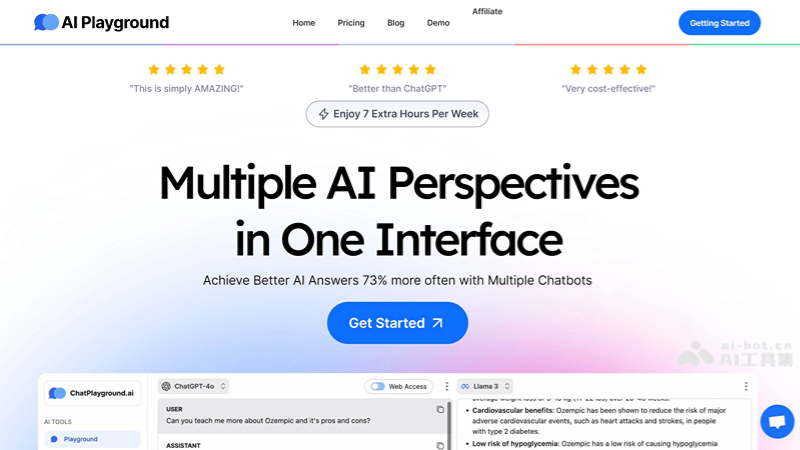 AI Playground
Home
Pricing
Blog
Demo
Affiliate
Getting Started
"This is simply AMAZING!"
"Better than ChatGPT"
"Very cost-effective!"
Enjoy 7 Extra Hours Per Week
Multiple AI Perspectives
in One Interface
Achieve Better AI Answers 73% more often with Multiple Chatbots
Get Started
ai-bot.cn
AI工具集
ChatPlayground.ai
AI TOOLS
Playground
ChatGPT-4o
Web Access
USER
Can you teach me more about Ozempic and it's pros and cons?
ASSISTANT
Llama 3
average weight loss of
• Cardiovascular benefits: Ozempic has been shown to reduce the risk of major
adverse cardiovascular events, such as heart attacks and strokes, in people
with type 2 diabetes.
• Low risk of hypoglycemia: Ozempic has a low risk of causing hypoglycemia